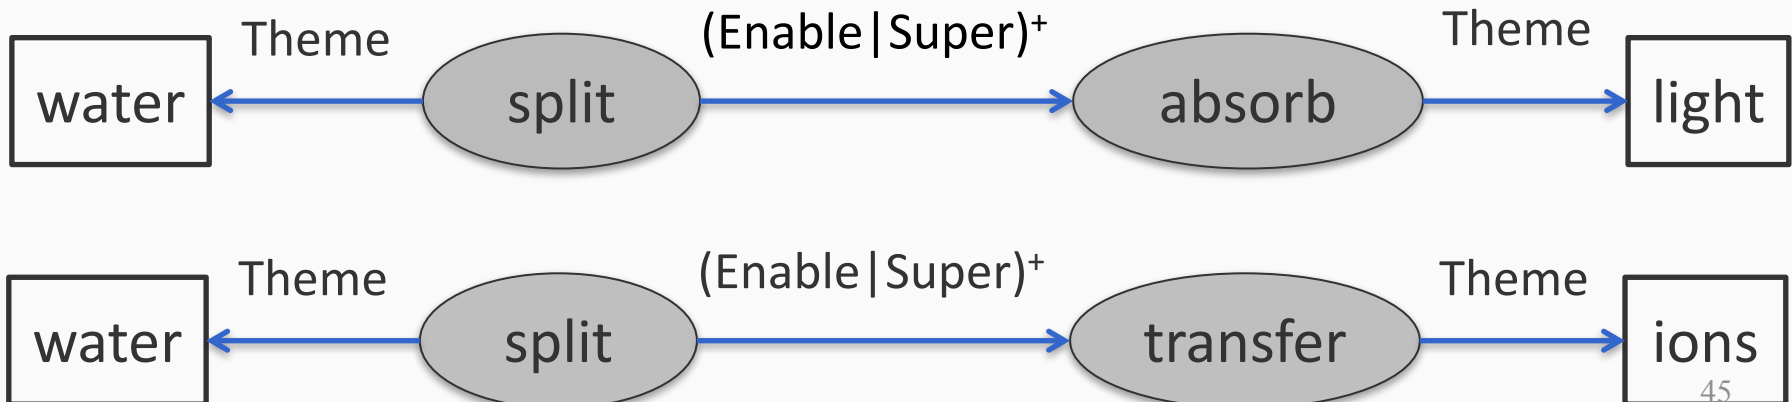 Theme (Enable|Super)⁺ Theme
water split absorb light
Theme (Enable|Super)⁺ Theme
water split transfer ions
45